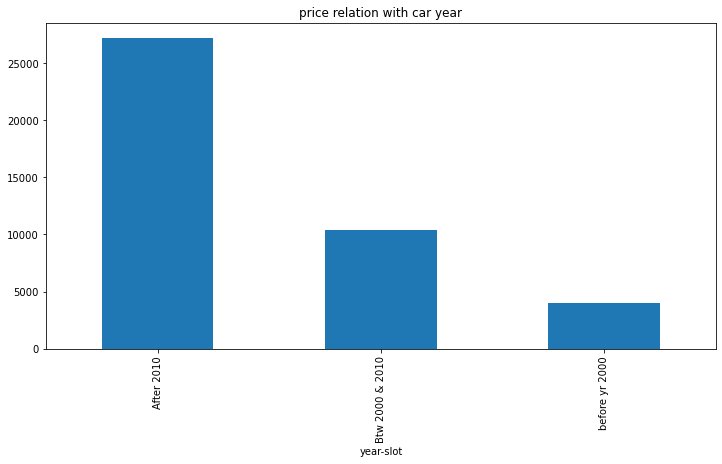 price relation with car year
25000
20000
15000
10000
5000
0
After 2010
Btw 2000 & 2010
before yr 2000
year-slot